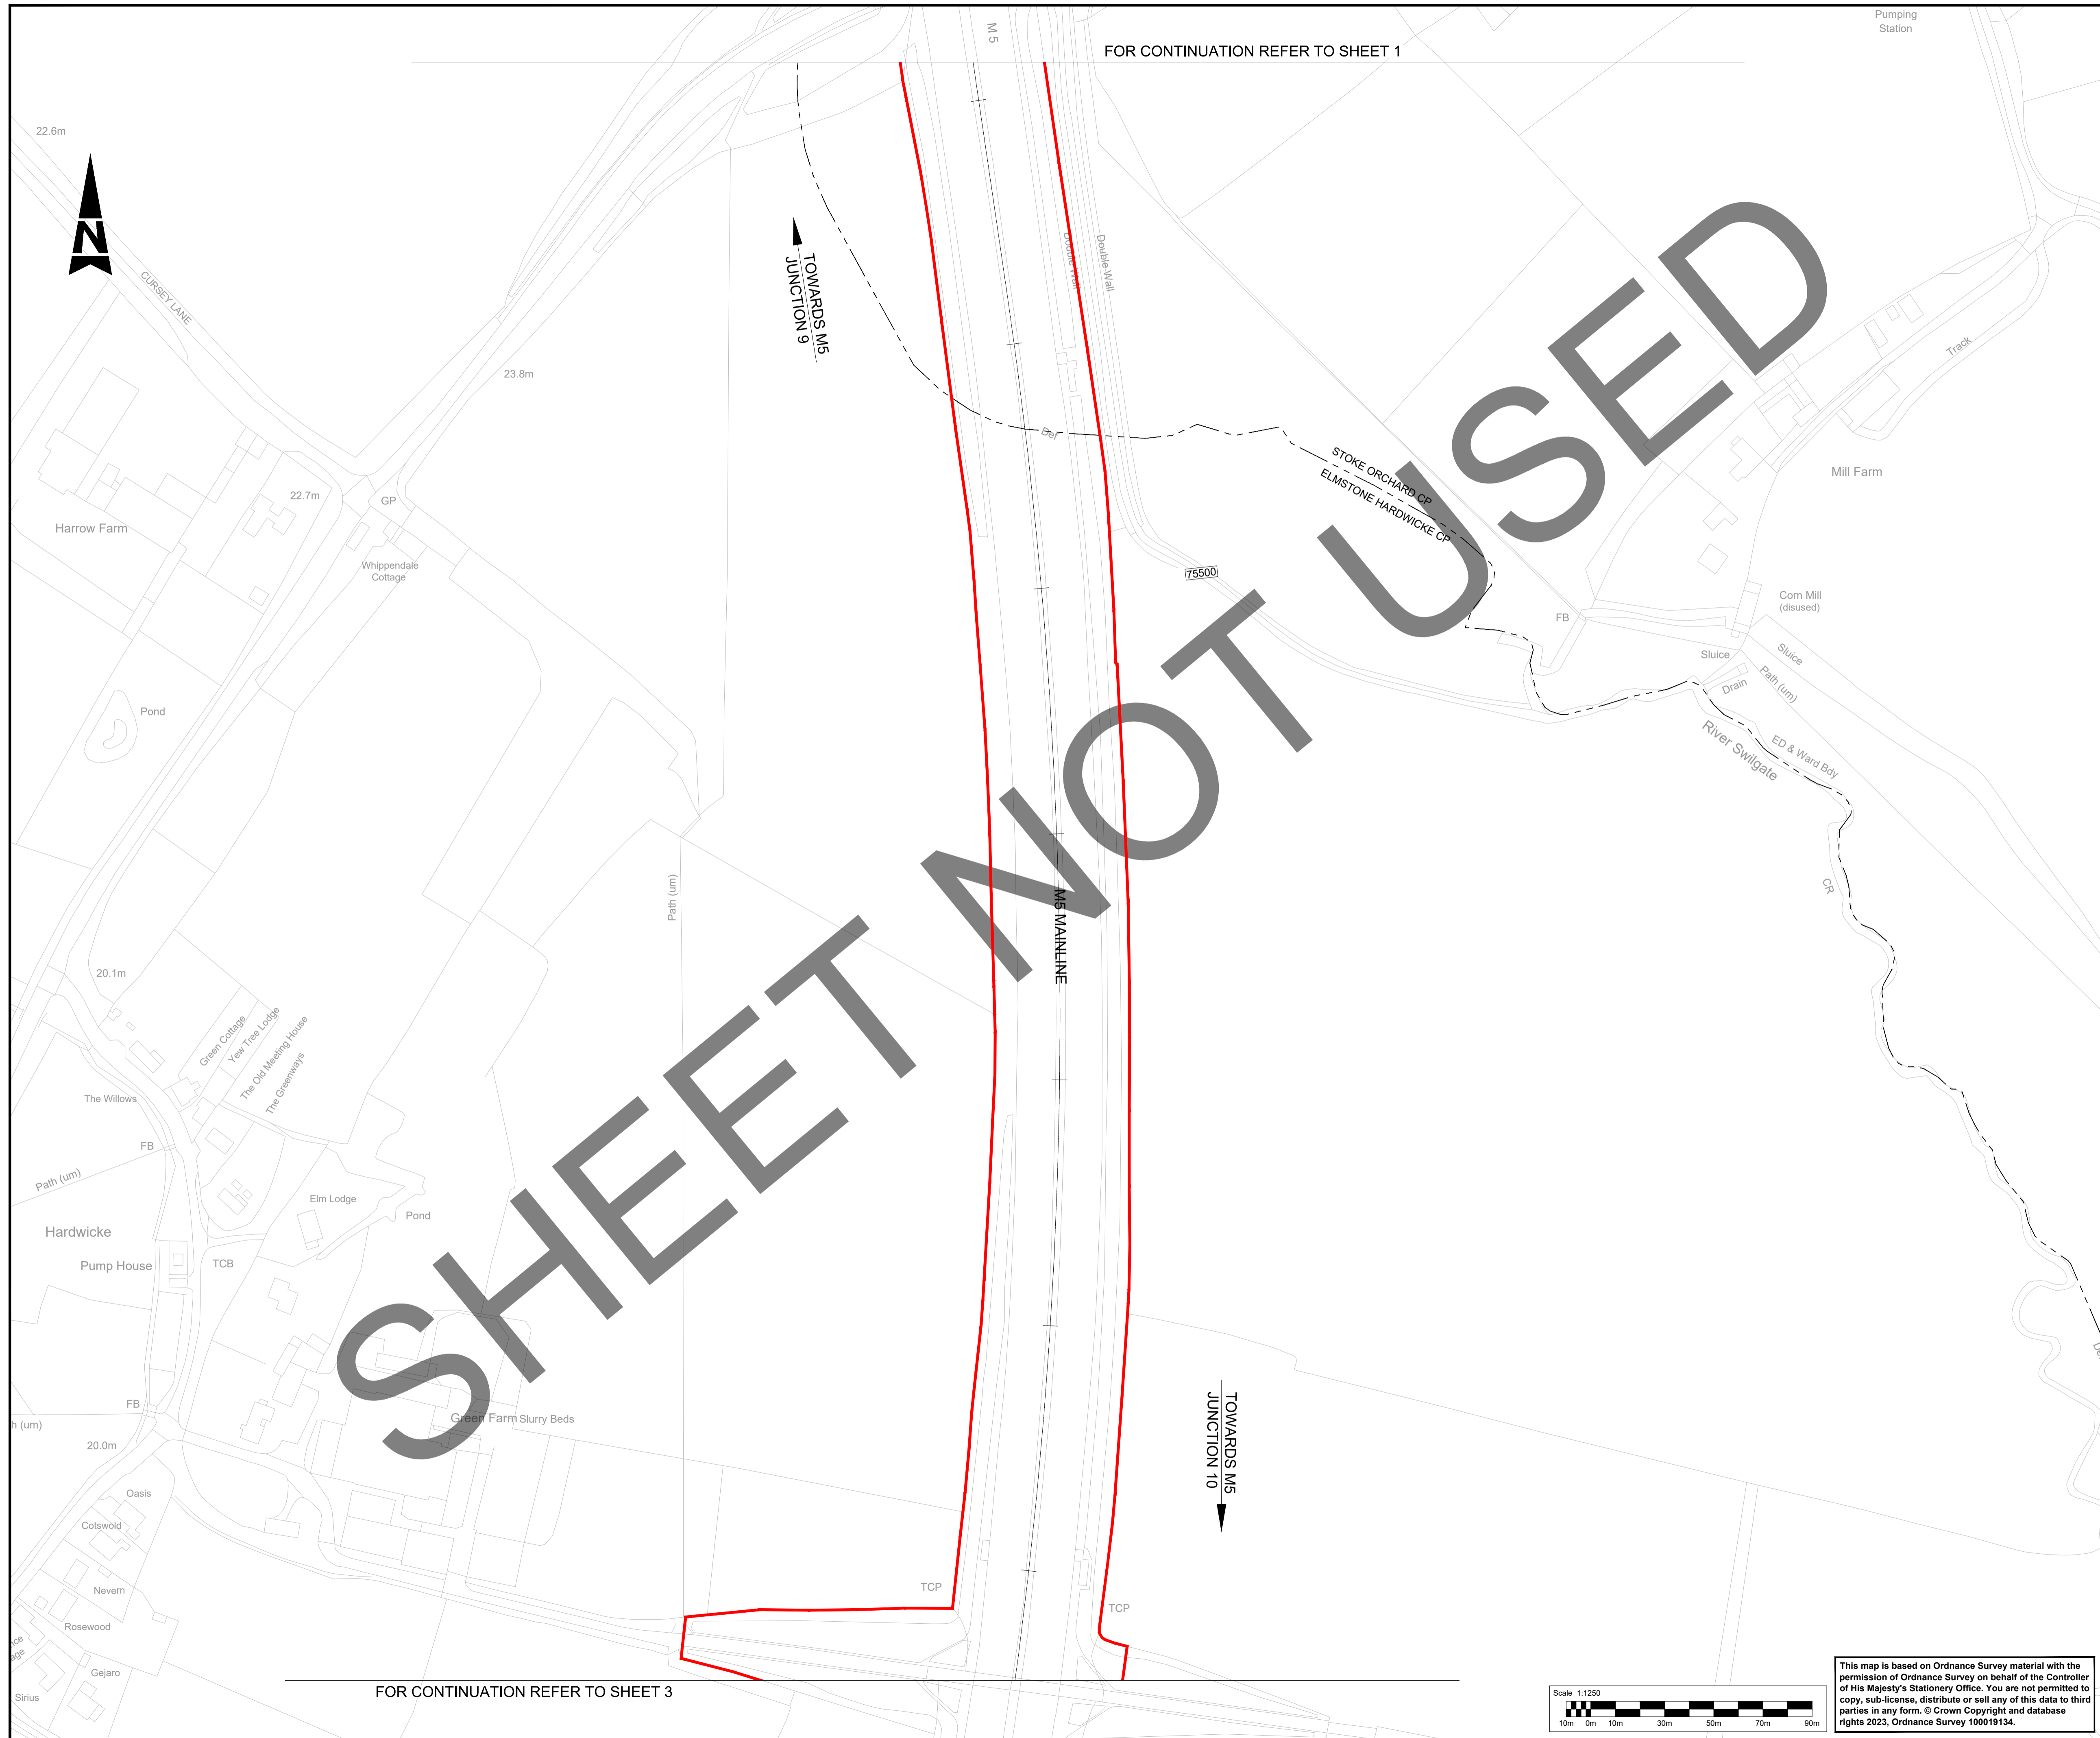 M 5
Pumping
Station
FOR CONTINUATION REFER TO SHEET 1
22.6m
N
CURSEY LANE
TOWARDS M5
JUNCTION 9
Double Wall
Double Wall
23.8m
Track
Def
STOKE ORCHARD CP
ELMSTONE HARDWICKE CP
Mill Farm
22.7m
GP
Harrow Farm
Whippendale
Cottage
75500
Corn Mill
(disused)
FB
Sluice
Sluice
Path (um)
Drain
Pond
River Swilgate
ED & Ward Bdy
SHEET NOT USED
Path (um)
CR
M5 MAINLINE
20.1m
Green Cottage
Yew Tree Lodge
The Old Meeting House
The Greenways
The Willows
FB
Path (um)
Elm Lodge
Pond
Hardwicke
Pump House
TCB
FB
Green Farm
Slurry Beds
h (um)
20.0m
TOWARDS M5
JUNCTION 10
Oasis
Cotswold
Nevern
TCP
TCP
Rosewood
nce
age
Gejaro
Sirius
FOR CONTINUATION REFER TO SHEET 3
Scale 1:1250
10m 0m 10m 30m 50m 70m 90m
This map is based on Ordnance Survey material with the
permission of Ordnance Survey on behalf of the Controller
of His Majesty's Stationery Office. You are not permitted to
copy, sub-license, distribute or sell any of this data to third
parties in any form. © Crown Copyright and database
rights 2023, Ordnance Survey 100019134.